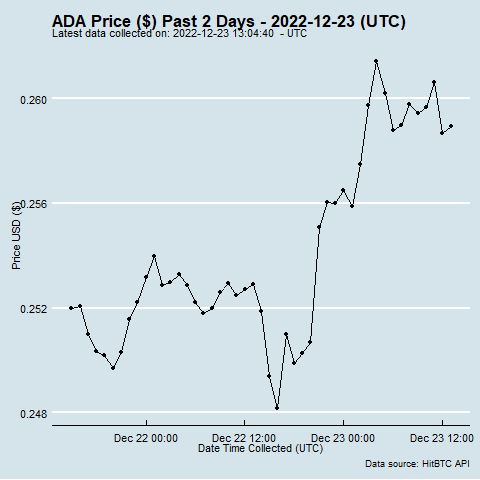 ADA Price ($) Past 2 Days - 2022-12-23 (UTC)
Latest data collected on: 2022-12-23 13:04:40 - UTC
0.260
0.256
0.252
0.248
Price USD ($)
Dec 22 00:00 Dec 22 12:00 Dec 23 00:00 Dec 23 12:00
Date Time Collected (UTC)
Data source: HitBTC API